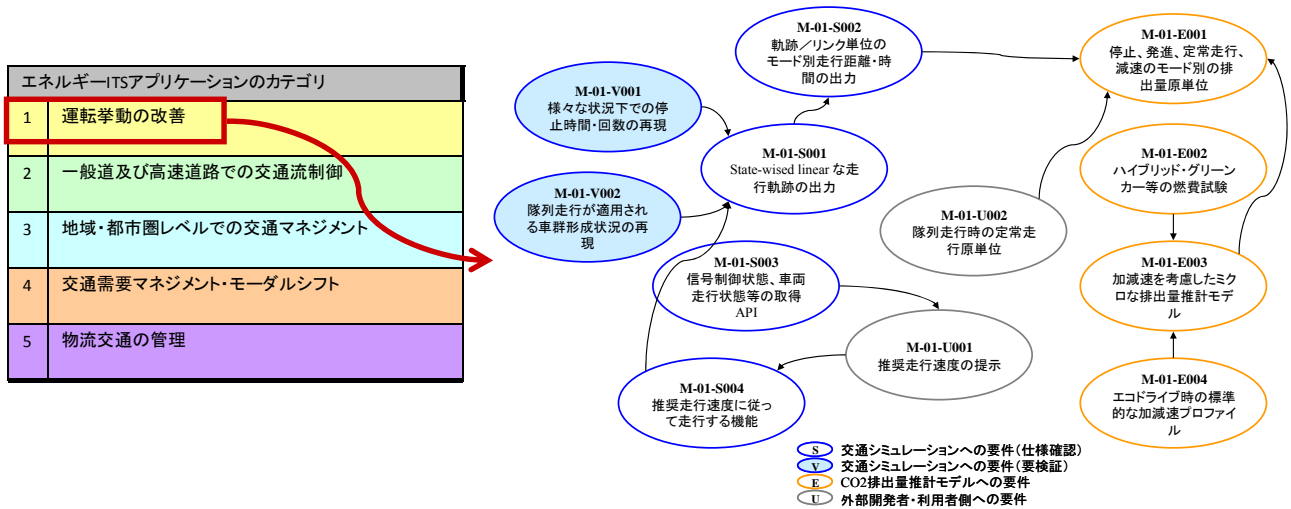 エネルギーITSアプリケーションのカテゴリ
1 運転挙動の改善
2 一般道及び高速道路での交通流制御
3 地域・都市圏レベルでの交通マネジメント
4 交通需要マネジメント・モーダルシフト
5 物流交通の管理
M-01-S002
軌跡／リンク単位の
モード別走行距離・時
間の出力
M-01-E001
停止、発進、定常走行、
減速のモード別の排
出量原単位
M-01-V001
様々な状況下での停
止時間・回数の再現
M-01-S001
State-wised linear な走
行軌跡の出力
M-01-E002
ハイブリッド・グリーン
カー等の燃費試験
M-01-V002
隊列走行が適用され
る車群形成状況の再
現
M-01-U002
隊列走行時の定常走
行原単位
M-01-S003
信号制御状態、車両
走行状態等の取得
API
M-01-E003
加減速を考慮したミク
ロな排出量推計モデ
ル
M-01-U001
推奨走行速度の提示
M-01-S004
推奨走行速度に従っ
て走行する機能
M-01-E004
エコドライブ時の標準
的な加減速プロファイ
ル
S 交通シミュレーションへの要件（仕様確認）
V 交通シミュレーションへの要件（要検証）
E CO2排出量推計モデルへの要件
U 外部開発者・利用者側への要件